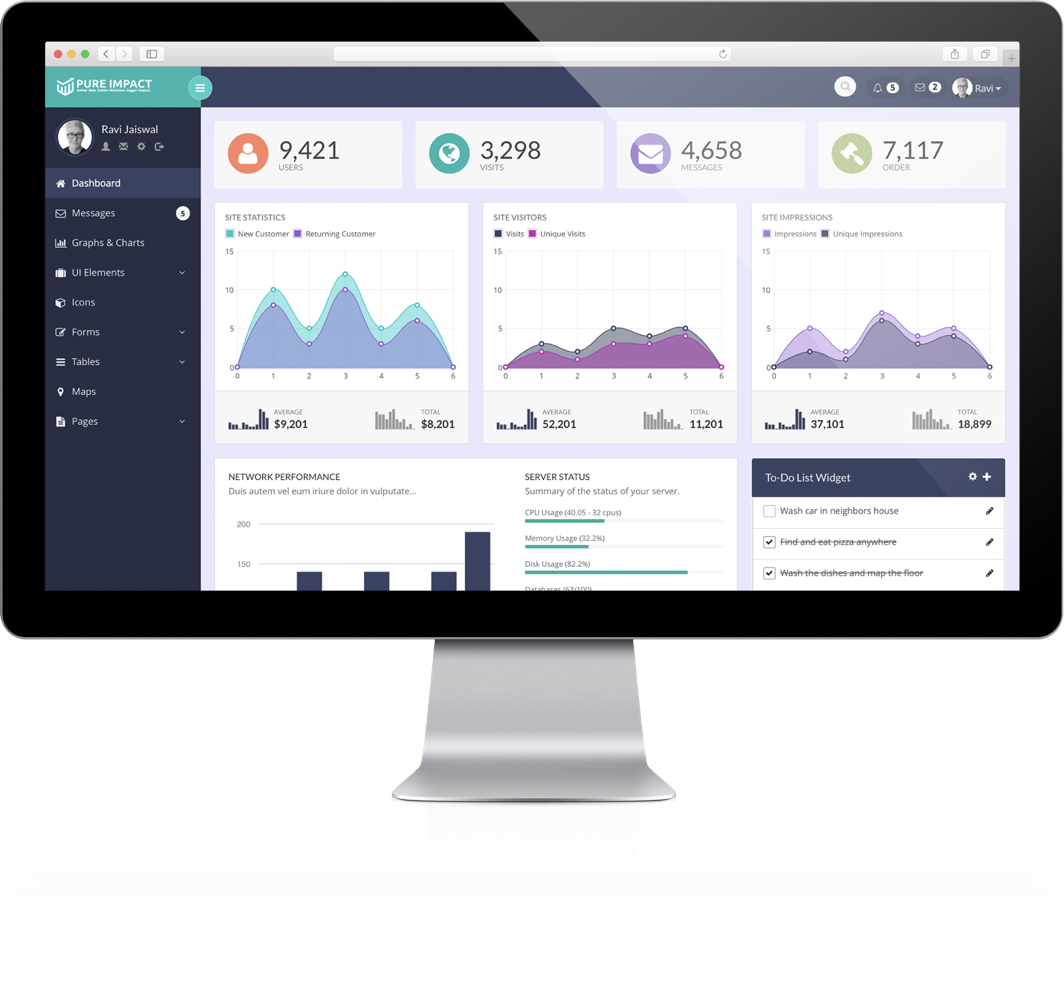 PURE IMPACT
better data. better decisions. bigger impact.
5
2
Ravi
Ravi Jaiswal
Dashboard
Messages
5
Graphs & Charts
UI Elements
Icons
Forms
Tables
Maps
Pages
9,421
USERS
3,298
VISITS
4,658
MESSAGES
7,117
ORDER
SITE STATISTICS
New Customer Returning Customer
15
10
5
0
0 1 2 3 4 5 6
AVERAGE
$9,201
TOTAL
$8,201
SITE VISITORS
Visits Unique Visits
15
10
5
0
0 1 2 3 4 5 6
AVERAGE
52,201
TOTAL
11,201
SITE IMPRESSIONS
Impressions Unique Impressions
15
10
5
0
0 1 2 3 4 5 6
AVERAGE
37,101
TOTAL
18,899
NETWORK PERFORMANCE
Duis autem vel eum iriure dolor in vulputate...
200
150
SERVER STATUS
Summary of the status of your server.
CPU Usage (40.05 - 32 cpus)
Memory Usage (32.2%)
Disk Usage (82.2%)
Databases (63/100)
To-Do List Widget
Wash car in neighbors house
Find and eat pizza anywhere
Wash the dishes and map the floor